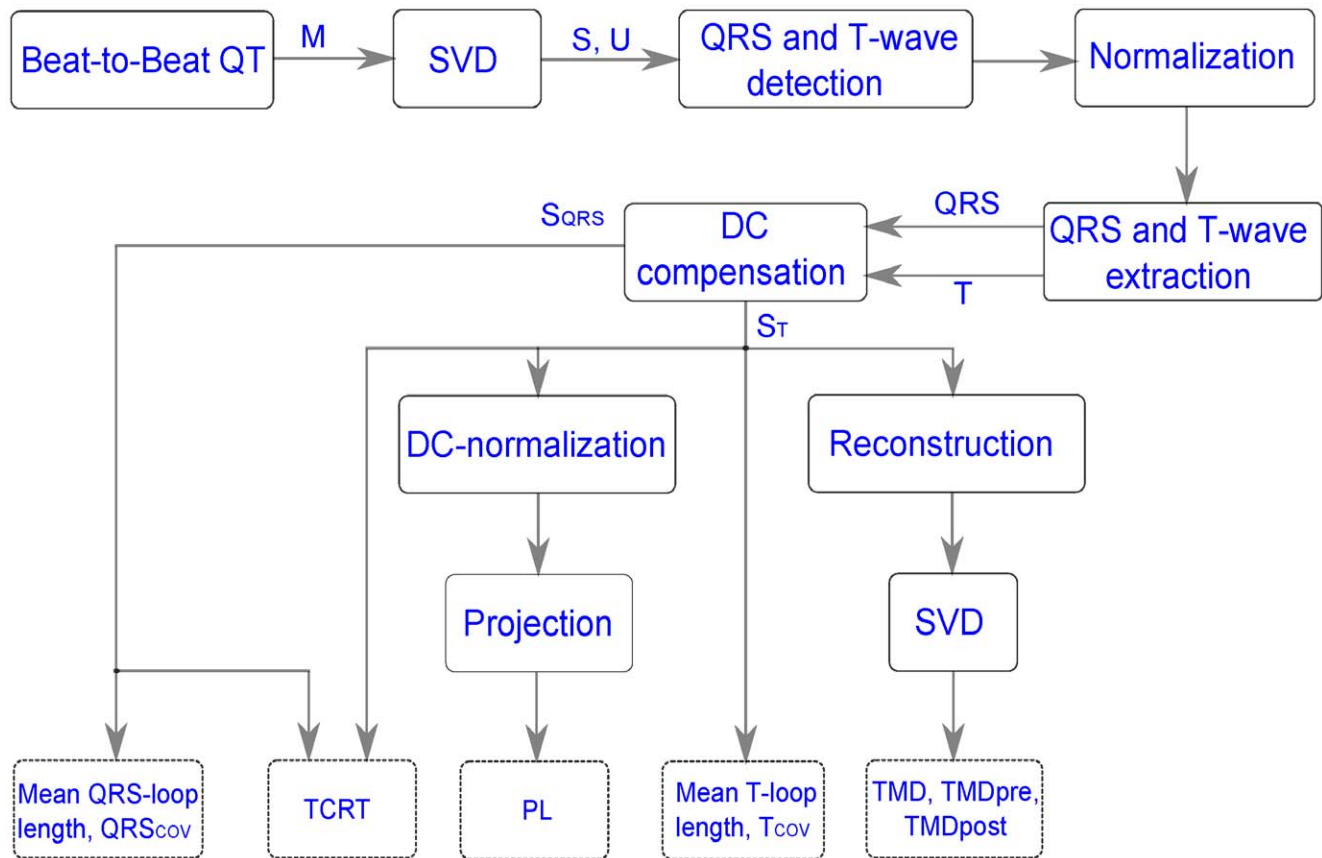 Beat-to-Beat QT
M
SVD
S, U
QRS and T-wave
detection
Normalization
SQRS
DC
compensation
QRS
T
QRS and T-wave
extraction
ST
DC-normalization
Reconstruction
Projection
SVD
Mean QRS-loop
length, QRSCOV
TCRT
PL
Mean T-loop
length, TCOV
TMD, TMDpre,
TMDpost